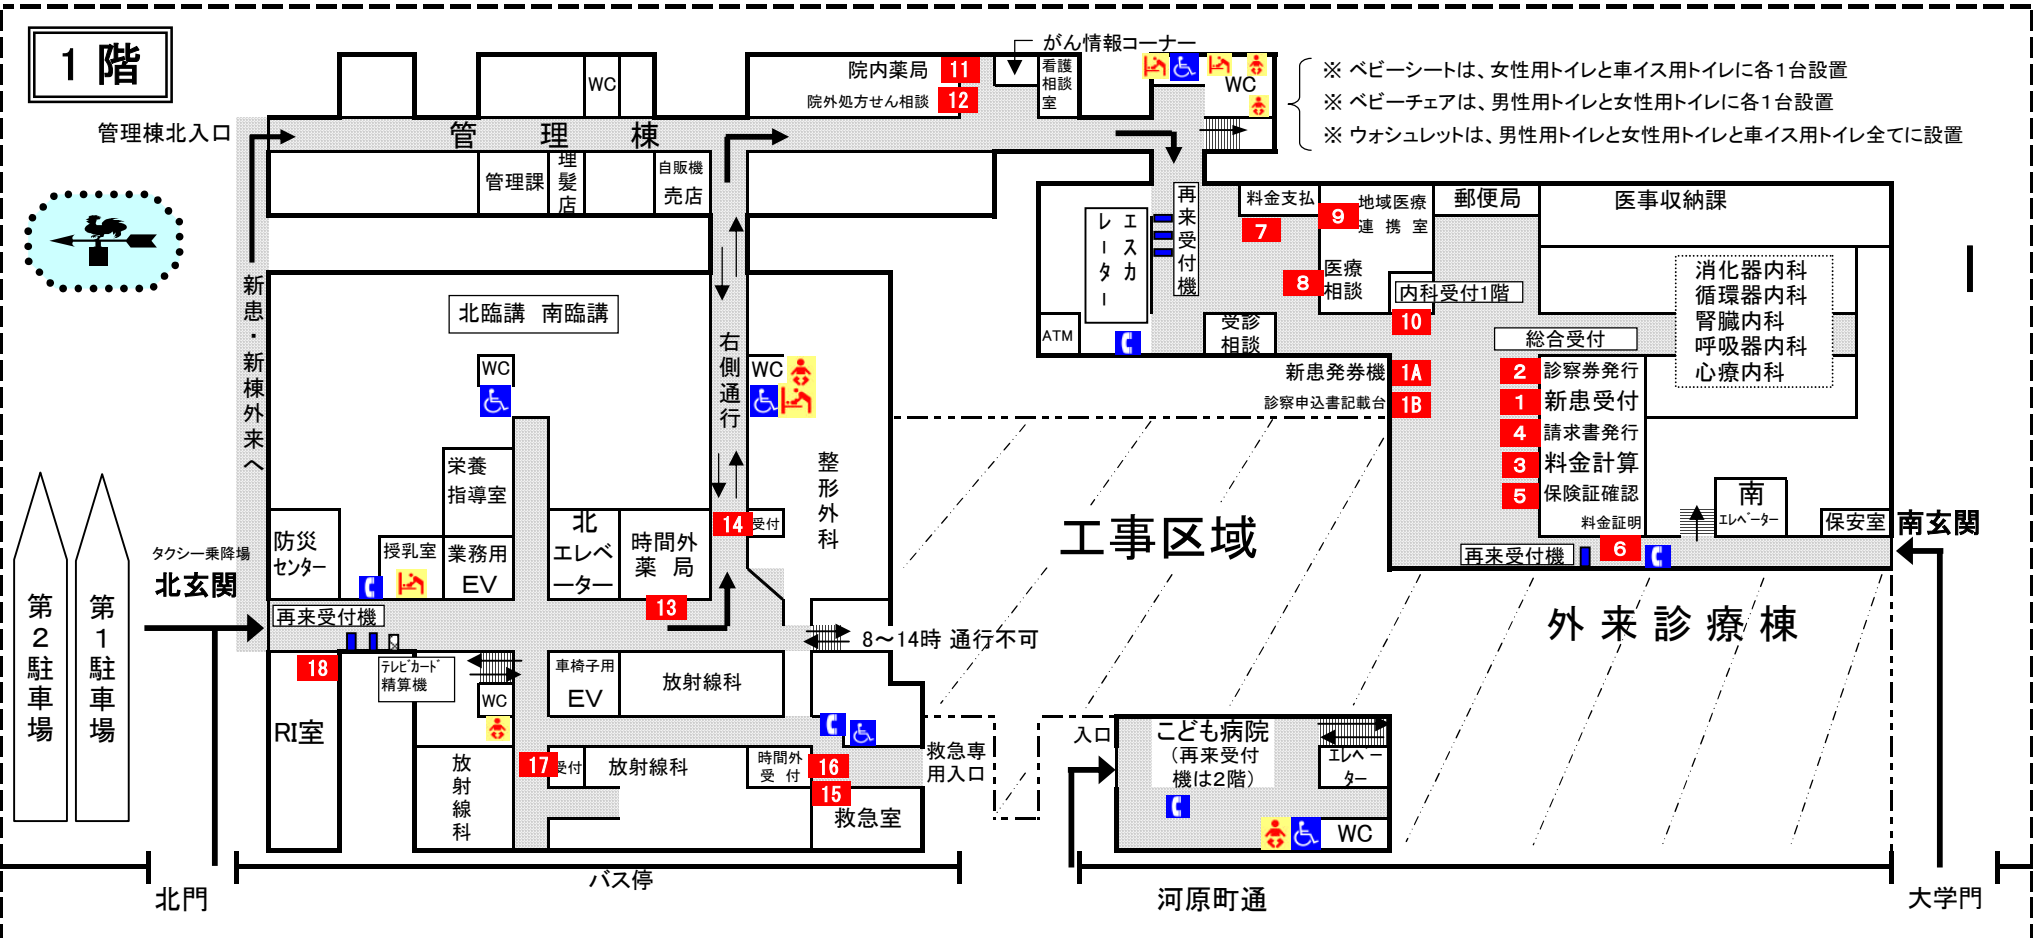 1 階
がん情報コーナー
院内薬局 11
院外処方せん相談 12
看護
相談
室
WC
WC
※ ベビーシートは、女性用トイレと車イス用トイレに各1台設置
※ ベビーチェアは、男性用トイレと女性用トイレに各1台設置
※ ウォシュレットは、男性用トイレと女性用トイレと車イス用トイレ全てに設置
管理棟北入口
管 理 棟
管理課
理髪店
自販機
売店
再来受付機
エスカレーター
料金支払
7
9
地域医療
連 携 室
郵便局
医事収納課
8
医療
相談
内科受付1階
10
消化器内科
循環器内科
腎臓内科
呼吸器内科
心療内科
ATM
受診
相談
総合受付
新患発券機 1A
診察申込書記載台 1B
2 診察券発行
1 新患受付
4 請求書発行
3 料金計算
5 保険証確認
料金証明
6
再来受付機
南
エレベーター
保安室
南玄関
新患・新棟外来へ
北臨講 南臨講
右側通行
WC
WC
整形外科
栄養
指導室
防災
センター
授乳室
業務用
EV
北
エレベ
ーター
時間外
薬 局
14
受付
13
タクシー乗降場
北玄関
再来受付機
第2駐車場
第1駐車場
工事区域
外来診療棟
8~14時 通行不可
18
テレビカード
精算機
車椅子用
EV
放射線科
WC
RI室
放射線科
17
受付
放射線科
時間外
受 付
16
15
救急専
用入口
救急室
入口
こども病院
(再来受付
機は2階)
エレベー
ター
WC
北門
バス停
河原町通
大学門